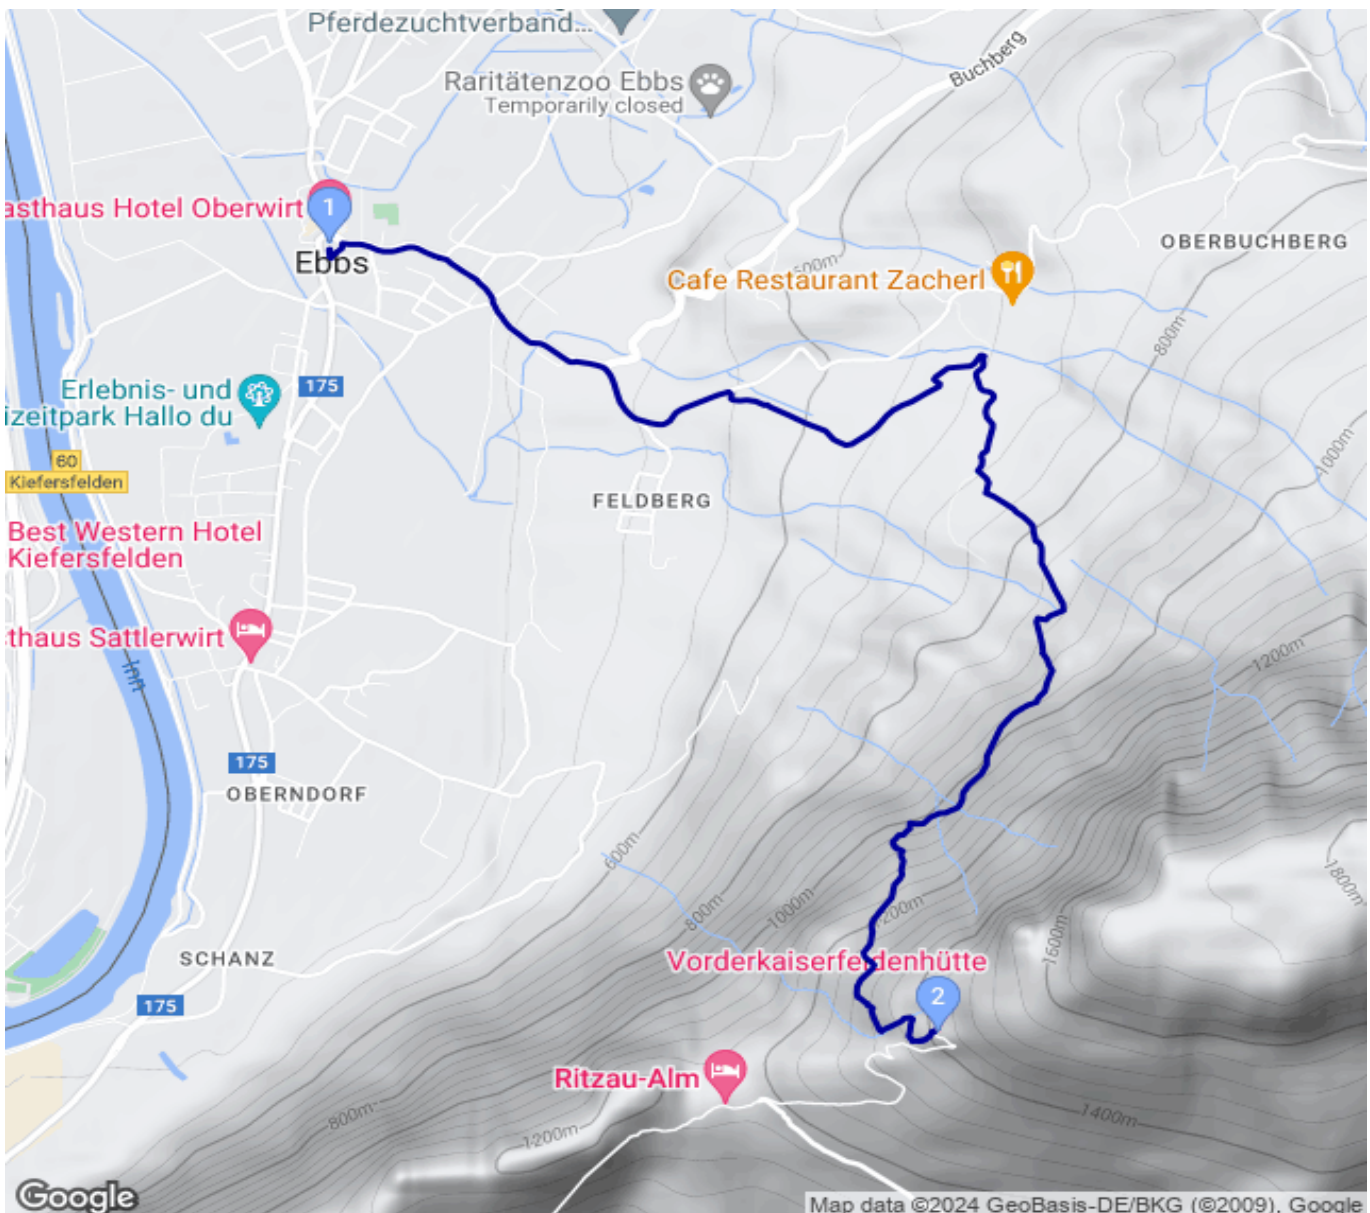 Pferdezuchtverband...
Buchberg
Raritätenzoo Ebbs
Temporarily closed
asthaus Hotel Oberwirt
1
Ebbs
OBERBUCHBERG
600m
Cafe Restaurant Zacherl
800m
175
Erlebnis- und
izeitpark Hallo du
1000m
60
Kiefersfelden
FELDBERG
Best Western Hotel
Kiefersfelden
sthaus Sattlerwirt
Inn
1200m
175
OBERNDORF
600m
1800m
800m
1000m
200m
1600m
SCHANZ
Vorderkaiserfeldenhütte
2
175
Ritzau-Alm
800m
1200m
1400m
Google
Map data ©2024 GeoBasis-DE/BKG (©2009), Google